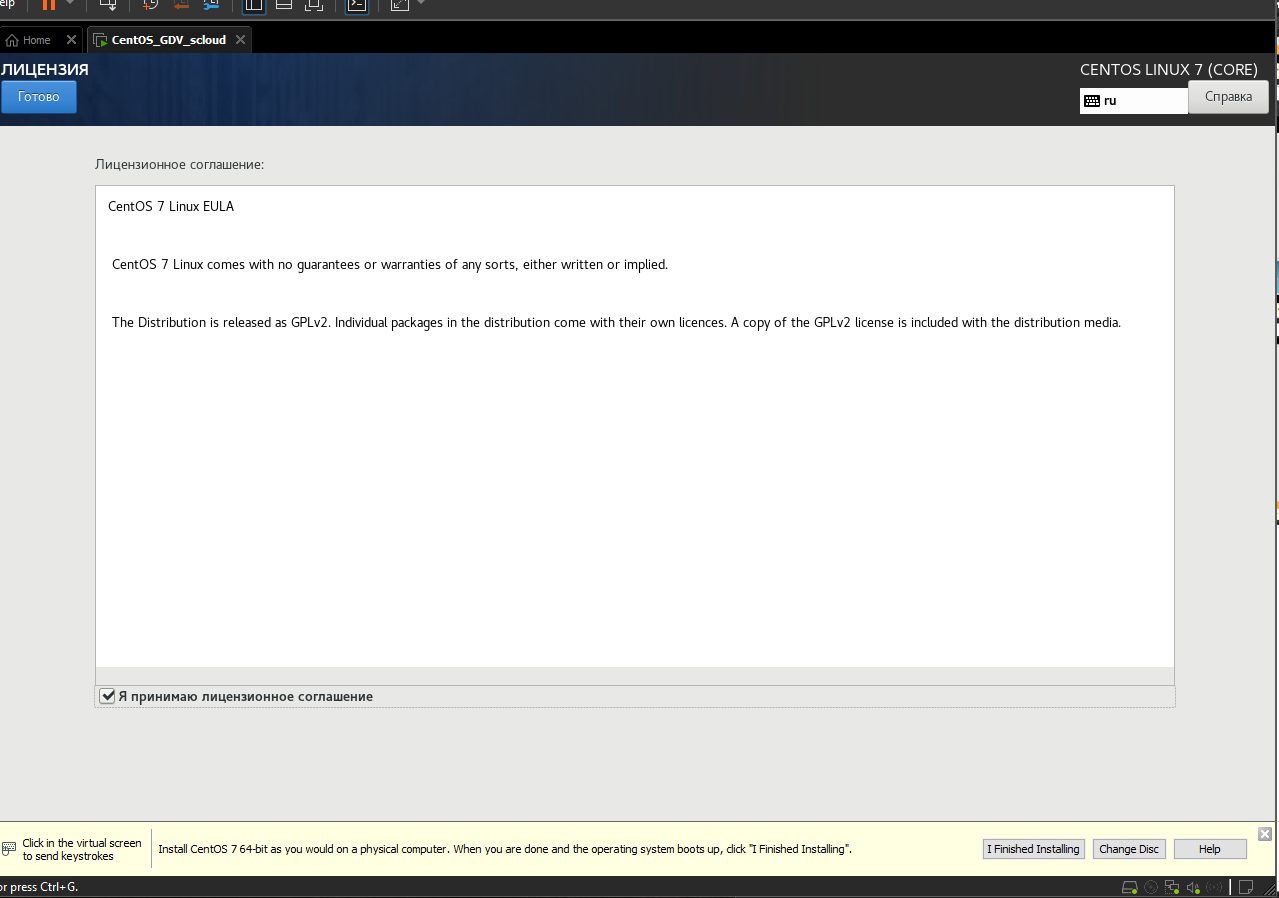 Home
CentOS_GDV_scloud
ЛИЦЕНЗИЯ
CENTOS LINUX 7 (CORE)
Готово
ru
Справка
Лицензионное соглашение:
CentOS 7 Linux EULA
CentOS 7 Linux comes with no guarantees or warranties of any sorts, either written or implied.
The Distribution is released as GPLv2. Individual packages in the distribution come with their own licences. A copy of the GPLv2 license is included with the distribution media.
Я принимаю лицензионное соглашение
Click in the virtual screen
to send keystrokes
Install CentOS 7 64-bit as you would on a physical computer. When you are done and the operating system boots up, click "I Finished Installing".
I Finished Installing
Change Disc
Help
or press Ctrl+G.